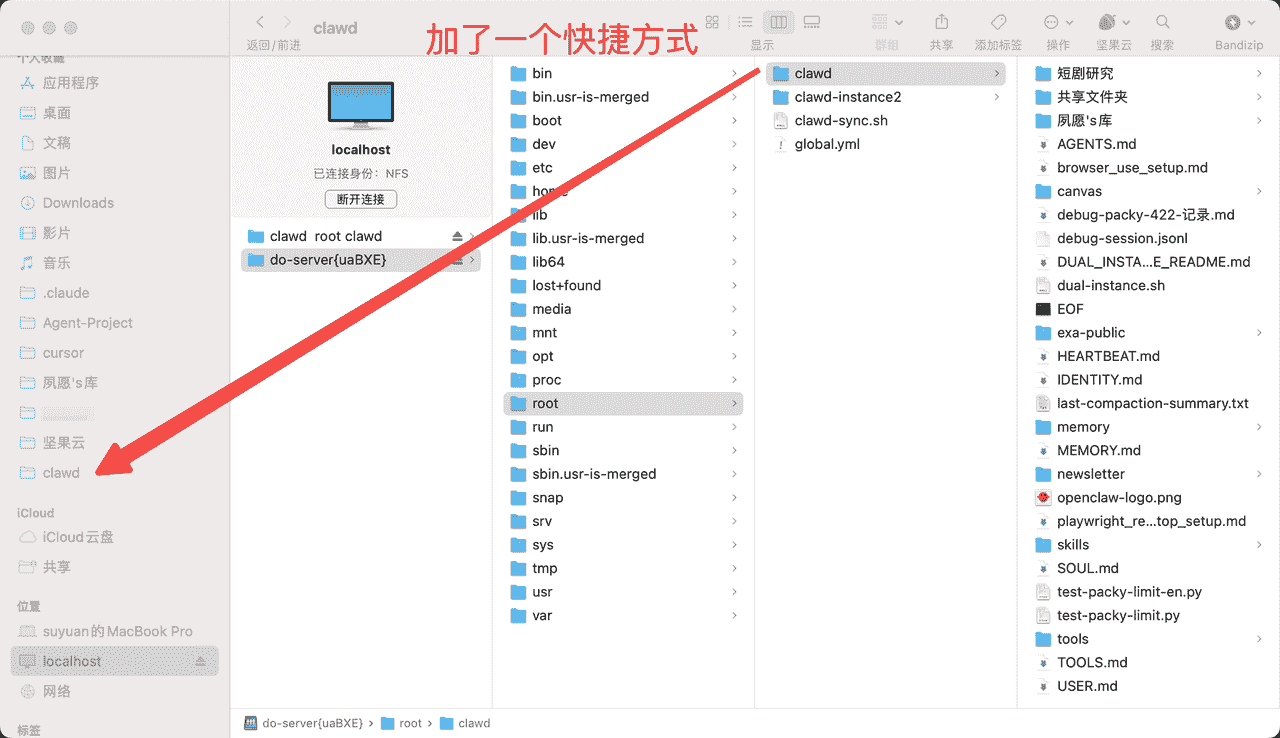 返回/前进
clawd
加了一个快捷方式
显示
群组
共享
添加标签
操作
坚果云
搜索
Bandizip
个人收藏
应用程序
桌面
文稿
图片
Downloads
影片
音乐
.claude
Agent-Project
cursor
夙愿's库
坚果云
clawd
iCloud
iCloud云盘
共享
位置
suyuan的MacBook Pro
localhost
网络
标签
localhost
已连接身份：NFS
断开连接
clawd root clawd
do-server{uaBXE}
bin
bin.usr-is-merged
boot
dev
etc
home
lib
lib.usr-is-merged
lib64
lost+found
media
mnt
opt
proc
root
run
sbin
sbin.usr-is-merged
snap
srv
sys
tmp
usr
var
clawd
clawd-instance2
clawd-sync.sh
global.yml
短剧研究
共享文件夹
夙愿's库
AGENTS.md
browser_use_setup.md
canvas
debug-packy-422-记录.md
debug-session.jsonl
DUAL_INSTA...E_README.md
dual-instance.sh
EOF
exa-public
HEARTBEAT.md
IDENTITY.md
last-compaction-summary.txt
memory
MEMORY.md
newsletter
openclaw-logo.png
playwright_re...top_setup.md
skills
SOUL.md
test-packy-limit-en.py
test-packy-limit.py
tools
TOOLS.md
USER.md
do-server{uaBXE} › root › clawd